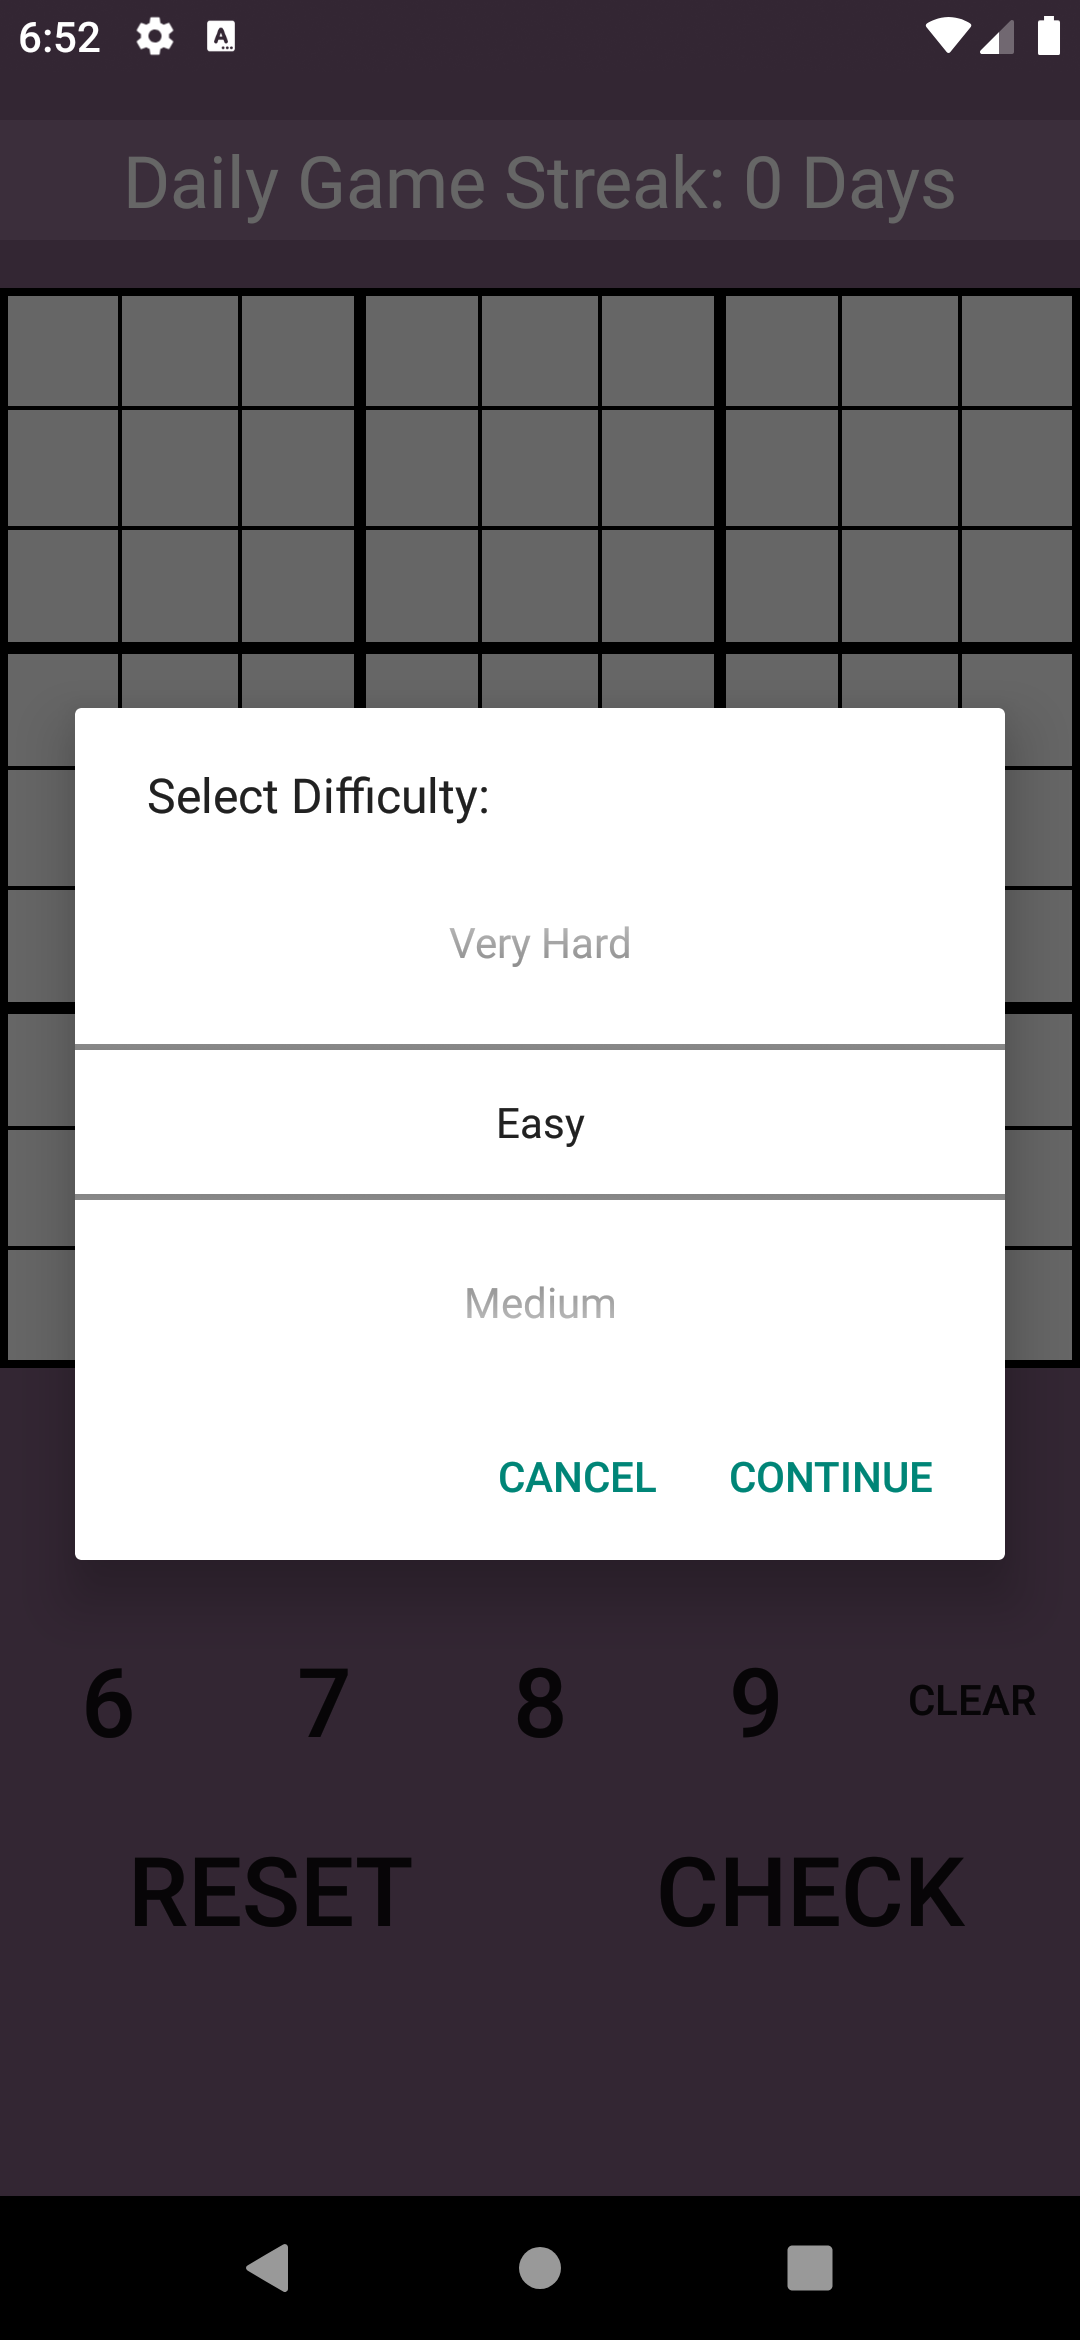 6:52
Daily Game Streak: 0 Days
Select Difficulty:
Very Hard
Easy
Medium
CANCEL CONTINUE
6 7 8 9 CLEAR
RESET CHECK